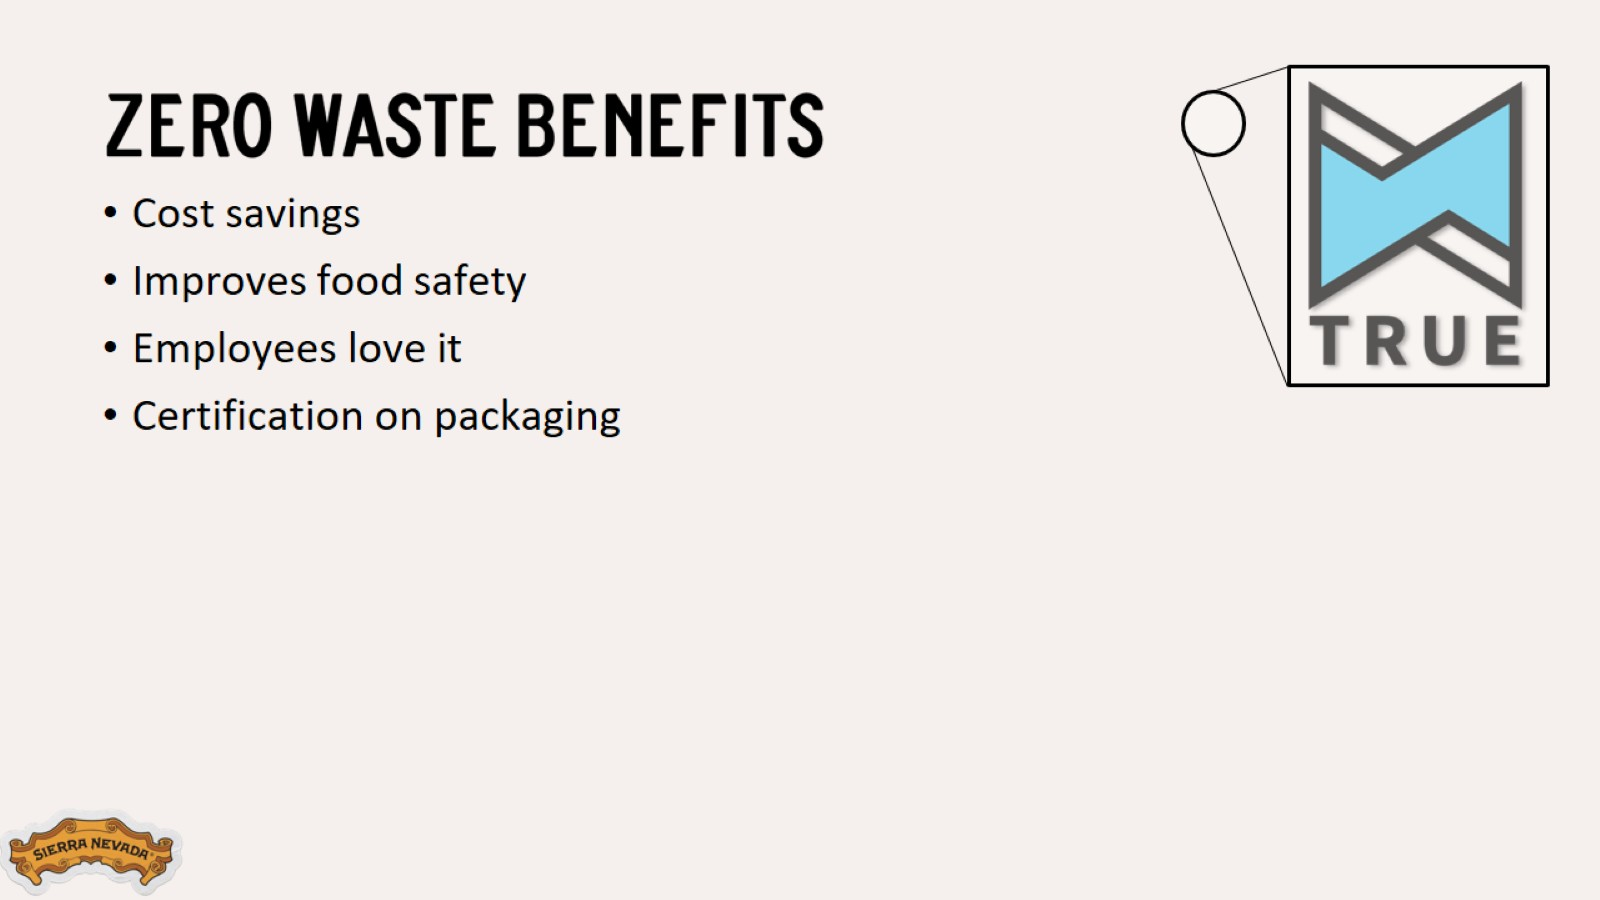 ZERO WASTE BENEFITS
• Cost savings
• Improves food safety
• Employees love it
• Certification on packaging
TRUE
SIERRA NEVADA